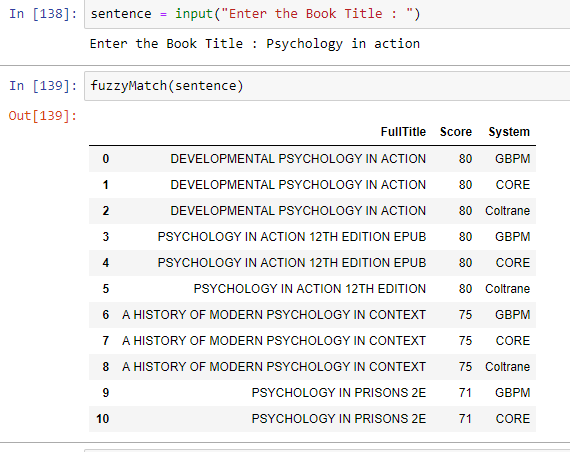 In [138]: sentence = input("Enter the Book Title : ")
Enter the Book Title : Psychology in action
In [139]: fuzzyMatch(sentence)
Out[139]:
FullTitle Score System
0 DEVELOPMENTAL PSYCHOLOGY IN ACTION 80 GBPM
1 DEVELOPMENTAL PSYCHOLOGY IN ACTION 80 CORE
2 DEVELOPMENTAL PSYCHOLOGY IN ACTION 80 Coltrane
3 PSYCHOLOGY IN ACTION 12TH EDITION EPUB 80 GBPM
4 PSYCHOLOGY IN ACTION 12TH EDITION EPUB 80 CORE
5 PSYCHOLOGY IN ACTION 12TH EDITION 80 Coltrane
6 A HISTORY OF MODERN PSYCHOLOGY IN CONTEXT 75 GBPM
7 A HISTORY OF MODERN PSYCHOLOGY IN CONTEXT 75 CORE
8 A HISTORY OF MODERN PSYCHOLOGY IN CONTEXT 75 Coltrane
9 PSYCHOLOGY IN PRISONS 2E 71 GBPM
10 PSYCHOLOGY IN PRISONS 2E 71 CORE